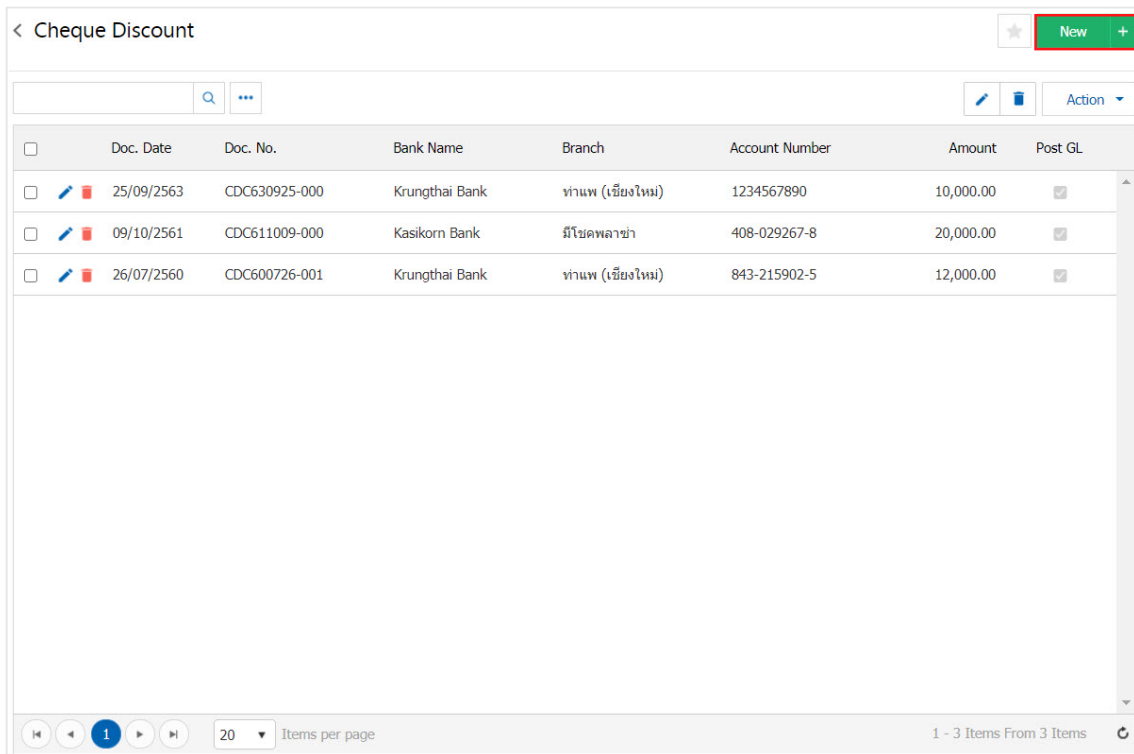 Cheque Discount New +
Action
Doc. Date Doc. No. Bank Name Branch Account Number Amount Post GL
25/09/2563 CDC630925-000 Krungthai Bank ท่าแพ (เชียงใหม่) 1234567890 10,000.00
09/10/2561 CDC611009-000 Kasikorn Bank มีโชคพลาซ่า 408-029267-8 20,000.00
26/07/2560 CDC600726-001 Krungthai Bank ท่าแพ (เชียงใหม่) 843-215902-5 12,000.00
1 20 Items per page 1 - 3 Items From 3 Items